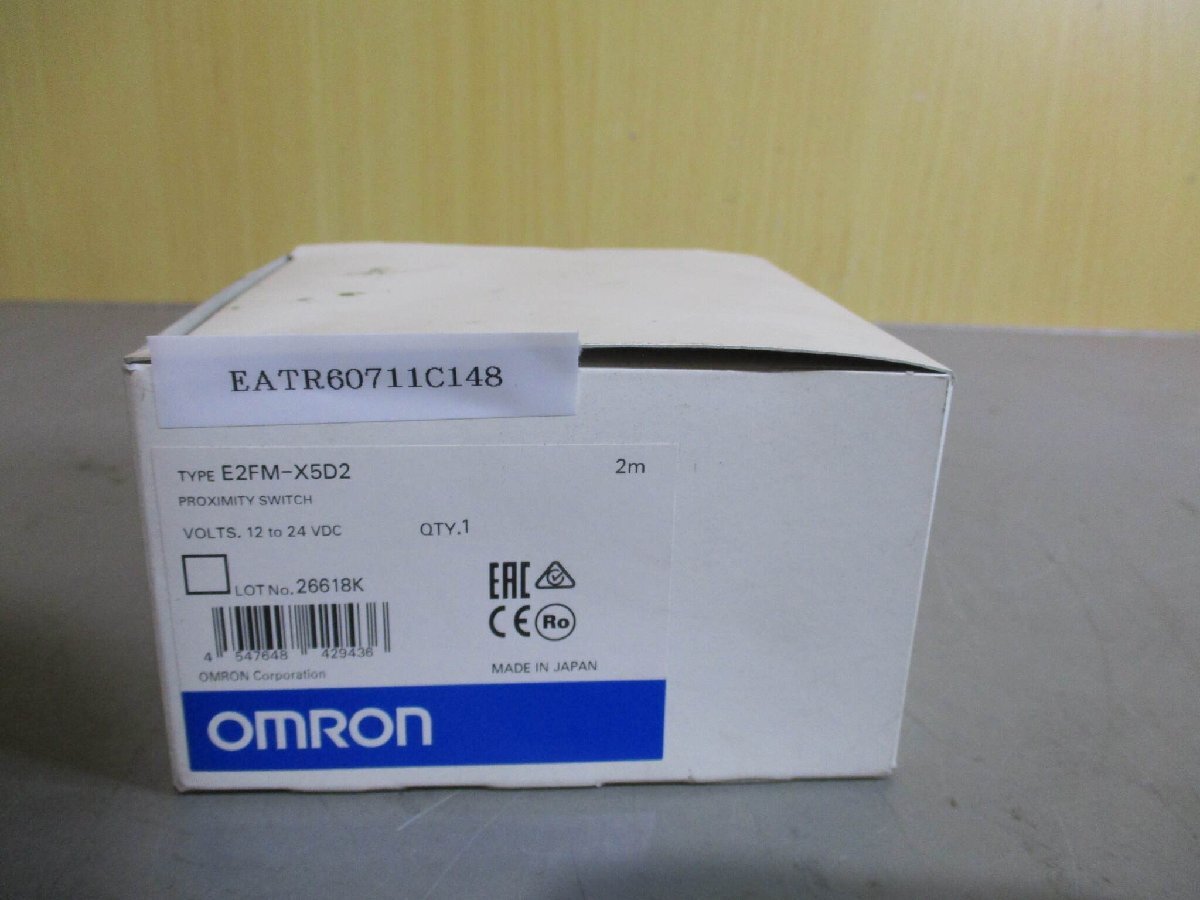 EATR60711C148
TYPE E2FM-X5D2 2m
PROXIMITY SWITCH
VOLTS. 12 to 24 VDC QTY.1
LOT No. 26618K
EAC
CE Ro
4 547648 429436
OMRON Corporation MADE IN JAPAN
OMRON